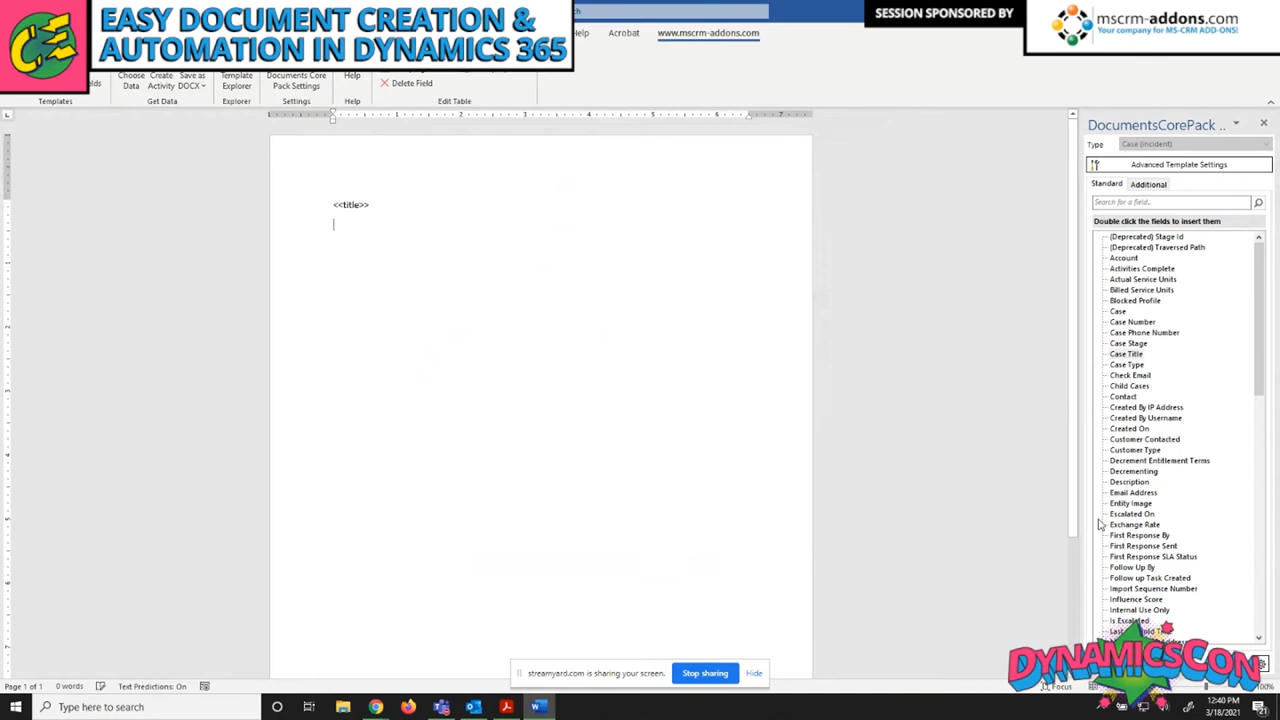 EASY DOCUMENT CREATION &
AUTOMATION IN DYNAMICS 365
SESSION SPONSORED BY
mscrm-addons.com
Your company for MS-CRM ADD-ONS!
Acrobat
www.mscrm-addons.com
Choose Data
Create Activity
Save as DOCX
Template Explorer
Documents Core Pack Settings
Help
Delete Field
Templates
Get Data
Explorer
Settings
Help
Edit Table
<<title>>
DocumentsCorePack ..
Type
Case (incident)
Advanced Template Settings
Standard
Additional
Search for a field...
Double click the fields to insert them
(Deprecated) Stage Id
(Deprecated) Traversed Path
Account
Activities Complete
Actual Service Units
Billed Service Units
Blocked Profile
Case
Case Number
Case Phone Number
Case Stage
Case Title
Case Type
Check Email
Child Cases
Contact
Created By IP Address
Created By Username
Created On
Customer Contacted
Customer Type
Decrement Entitlement Terms
Decrementing
Description
Email Address
Entity Image
Escalated On
Exchange Rate
First Response By
First Response Sent
First Response SLA Status
Follow Up By
Follow up Task Created
Import Sequence Number
Influence Score
Internal Use Only
Is Escalated
DYNAMICSCON
streamyard.com is sharing your screen.
Stop sharing
Hide
Page 1 of 1
0 words
Text Predictions: On
Focus
100%
Type here to search
12:40 PM
3/18/2021